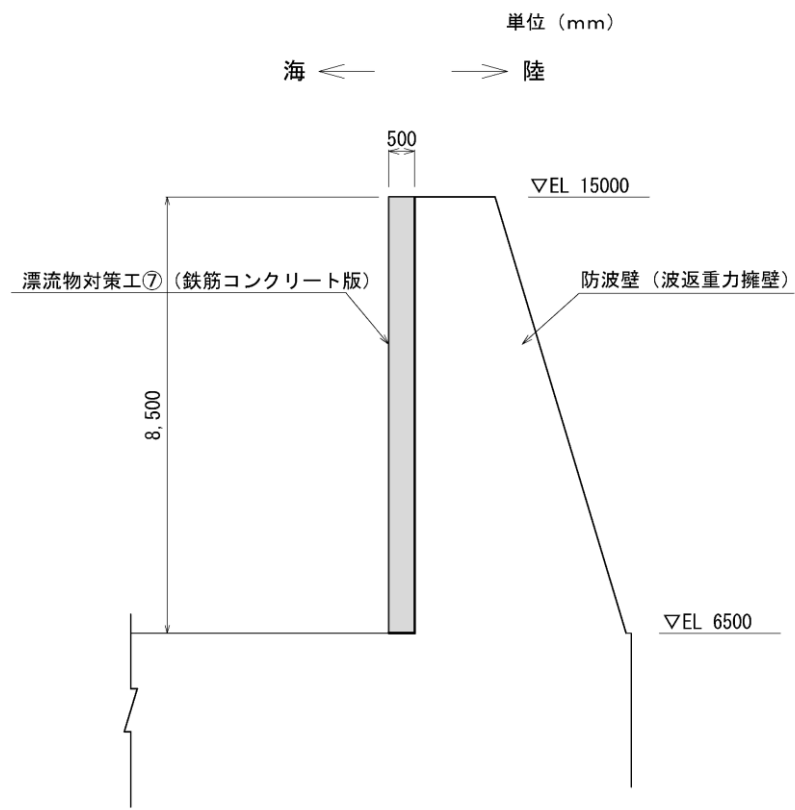 単位（mm）
海
陸
500
▽EL 15000
漂流物対策工⑦（鉄筋コンクリート版）
防波壁（波返重力擁壁）
8,500
▽EL 6500